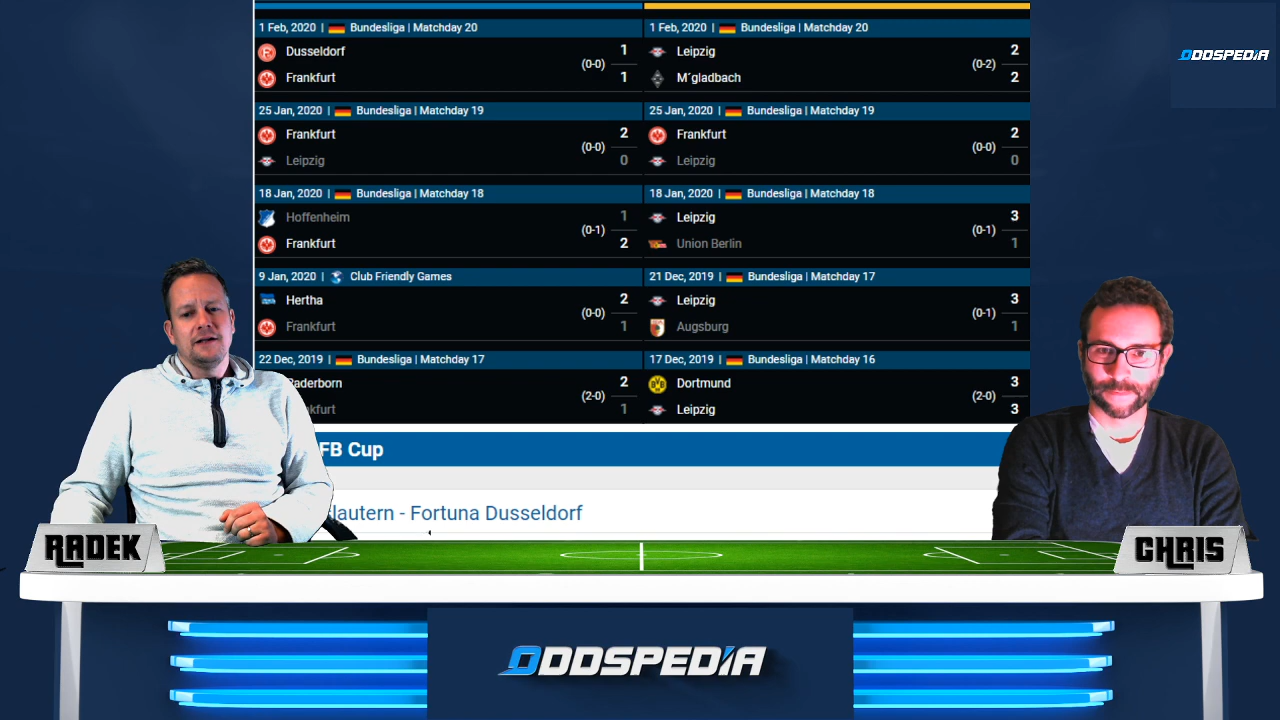 1 Feb, 2020 | Bundesliga | Matchday 20
Dusseldorf 1
(0-0)
Frankfurt 1
25 Jan, 2020 | Bundesliga | Matchday 19
Frankfurt 2
(0-0)
Leipzig 0
18 Jan, 2020 | Bundesliga | Matchday 18
Hoffenheim 1
(0-1)
Frankfurt 2
9 Jan, 2020 | Club Friendly Games
Hertha 2
(0-0)
Frankfurt 1
22 Dec, 2019 | Bundesliga | Matchday 17
Paderborn 2
(2-0)
nkfurt 1
1 Feb, 2020 | Bundesliga | Matchday 20
Leipzig 2
(0-2)
M´gladbach 2
25 Jan, 2020 | Bundesliga | Matchday 19
Frankfurt 2
(0-0)
Leipzig 0
18 Jan, 2020 | Bundesliga | Matchday 18
Leipzig 3
(0-1)
Union Berlin 1
21 Dec, 2019 | Bundesliga | Matchday 17
Leipzig 3
(0-1)
Augsburg 1
17 Dec, 2019 | Bundesliga | Matchday 16
Dortmund 3
(2-0)
Leipzig 3
ODDSPEDIA
FB Cup
lautern - Fortuna Dusseldorf
RADEK
CHRIS
ODDSPEDIA